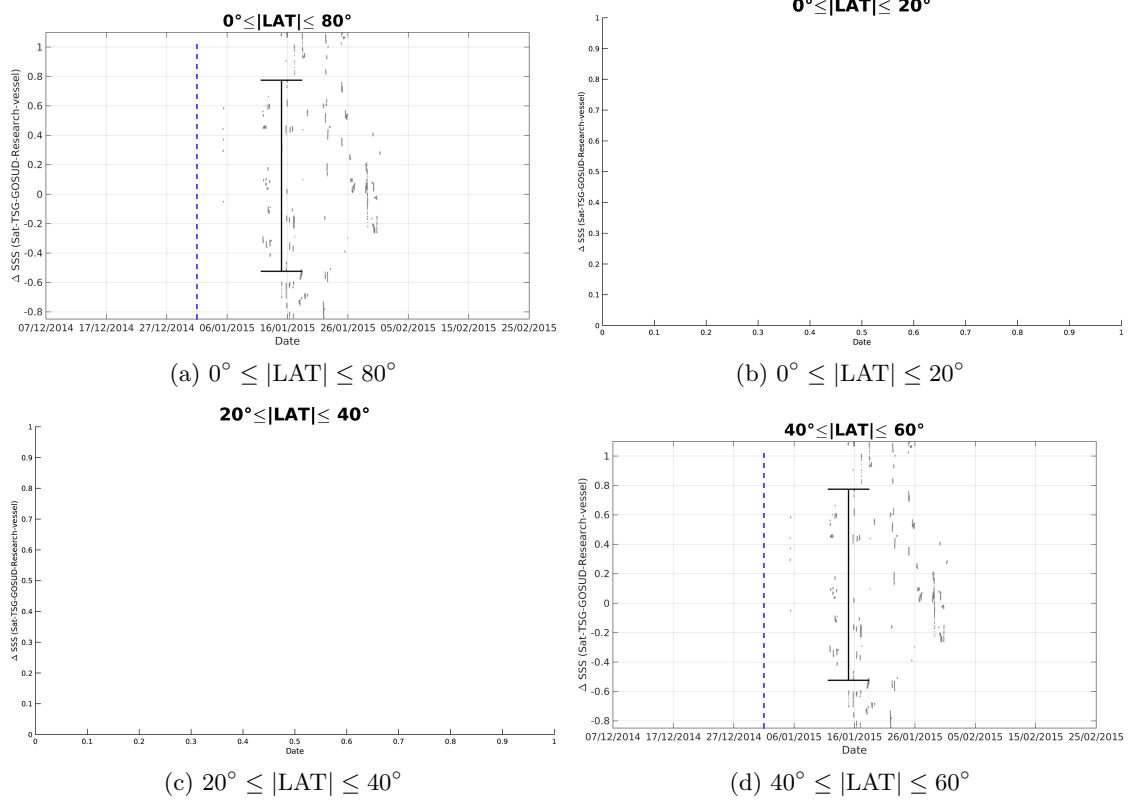 0°≤|LAT|≤ 80°
Δ SSS (Sat-TSG-GOSUD-Research-vessel)
1
0.8
0.6
0.4
0.2
0
-0.2
-0.4
-0.6
-0.8
07/12/2014 17/12/2014 27/12/2014 06/01/2015 16/01/2015 26/01/2015 05/02/2015 15/02/2015 25/02/2015
Date
(a) 0° ≤ |LAT| ≤ 80°
0°≤|LAT|≤ 20°
Δ SSS (Sat-TSG-GOSUD-Research-vessel)
1
0.9
0.8
0.7
0.6
0.5
0.4
0.3
0.2
0.1
0
0 0.1 0.2 0.3 0.4 0.5 0.6 0.7 0.8 0.9 1
Date
(b) 0° ≤ |LAT| ≤ 20°
20°≤|LAT|≤ 40°
Δ SSS (Sat-TSG-GOSUD-Research-vessel)
1
0.9
0.8
0.7
0.6
0.5
0.4
0.3
0.2
0.1
0
0 0.1 0.2 0.3 0.4 0.5 0.6 0.7 0.8 0.9 1
Date
(c) 20° ≤ |LAT| ≤ 40°
40°≤|LAT|≤ 60°
Δ SSS (Sat-TSG-GOSUD-Research-vessel)
1
0.8
0.6
0.4
0.2
0
-0.2
-0.4
-0.6
-0.8
07/12/2014 17/12/2014 27/12/2014 06/01/2015 16/01/2015 26/01/2015 05/02/2015 15/02/2015 25/02/2015
Date
(d) 40° ≤ |LAT| ≤ 60°